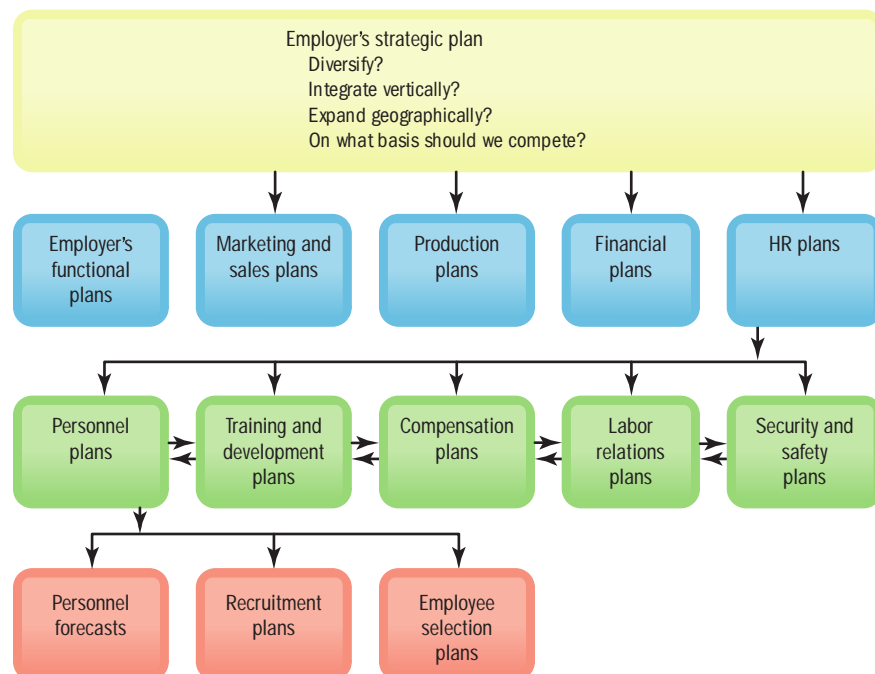 Employer's strategic plan
Diversify?
Integrate vertically?
Expand geographically?
On what basis should we compete?
Employer's
functional
plans
Marketing and
sales plans
Production
plans
Financial
plans
HR plans
Personnel
plans
Training and
development
plans
Compensation
plans
Labor
relations
plans
Security and
safety
plans
Personnel
forecasts
Recruitment
plans
Employee
selection
plans